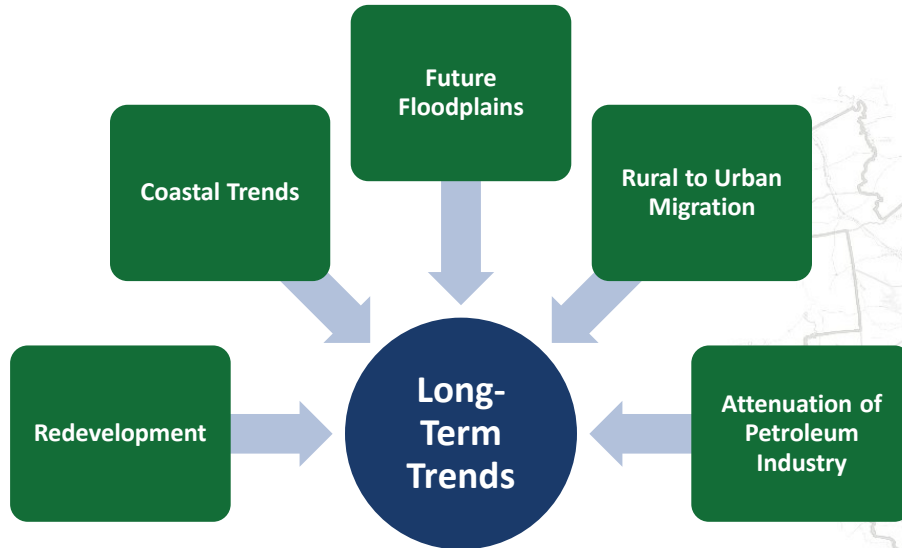 Future
Floodplains
Coastal Trends
Rural to Urban
Migration
Redevelopment
Long-
Term
Trends
Attenuation of
Petroleum
Industry